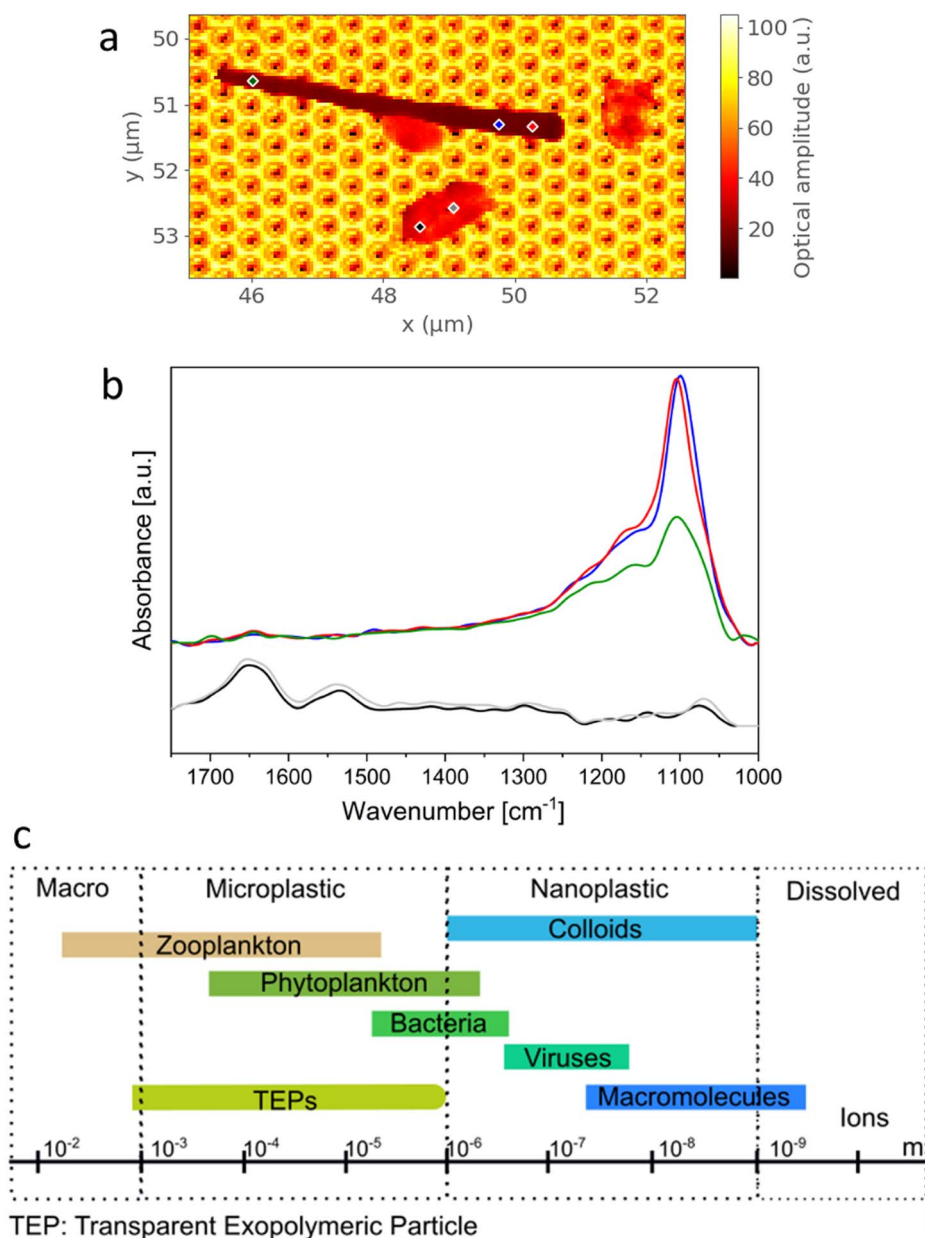 a
50
51
52
53
y (µm)
46 48 50 52
x (µm)
100
80
60
40
20
Optical amplitude (a.u.)
b
Absorbance [a.u.]
1700 1600 1500 1400 1300 1200 1100 1000
Wavenumber [cm⁻¹]
c
Macro Microplastic Nanoplastic Dissolved
Colloids
Zooplankton
Phytoplankton
Bacteria
Viruses
TEPs Macromolecules
Ions
10⁻² 10⁻³ 10⁻⁴ 10⁻⁵ 10⁻⁶ 10⁻⁷ 10⁻⁸ 10⁻⁹ m
TEP: Transparent Exopolymeric Particle